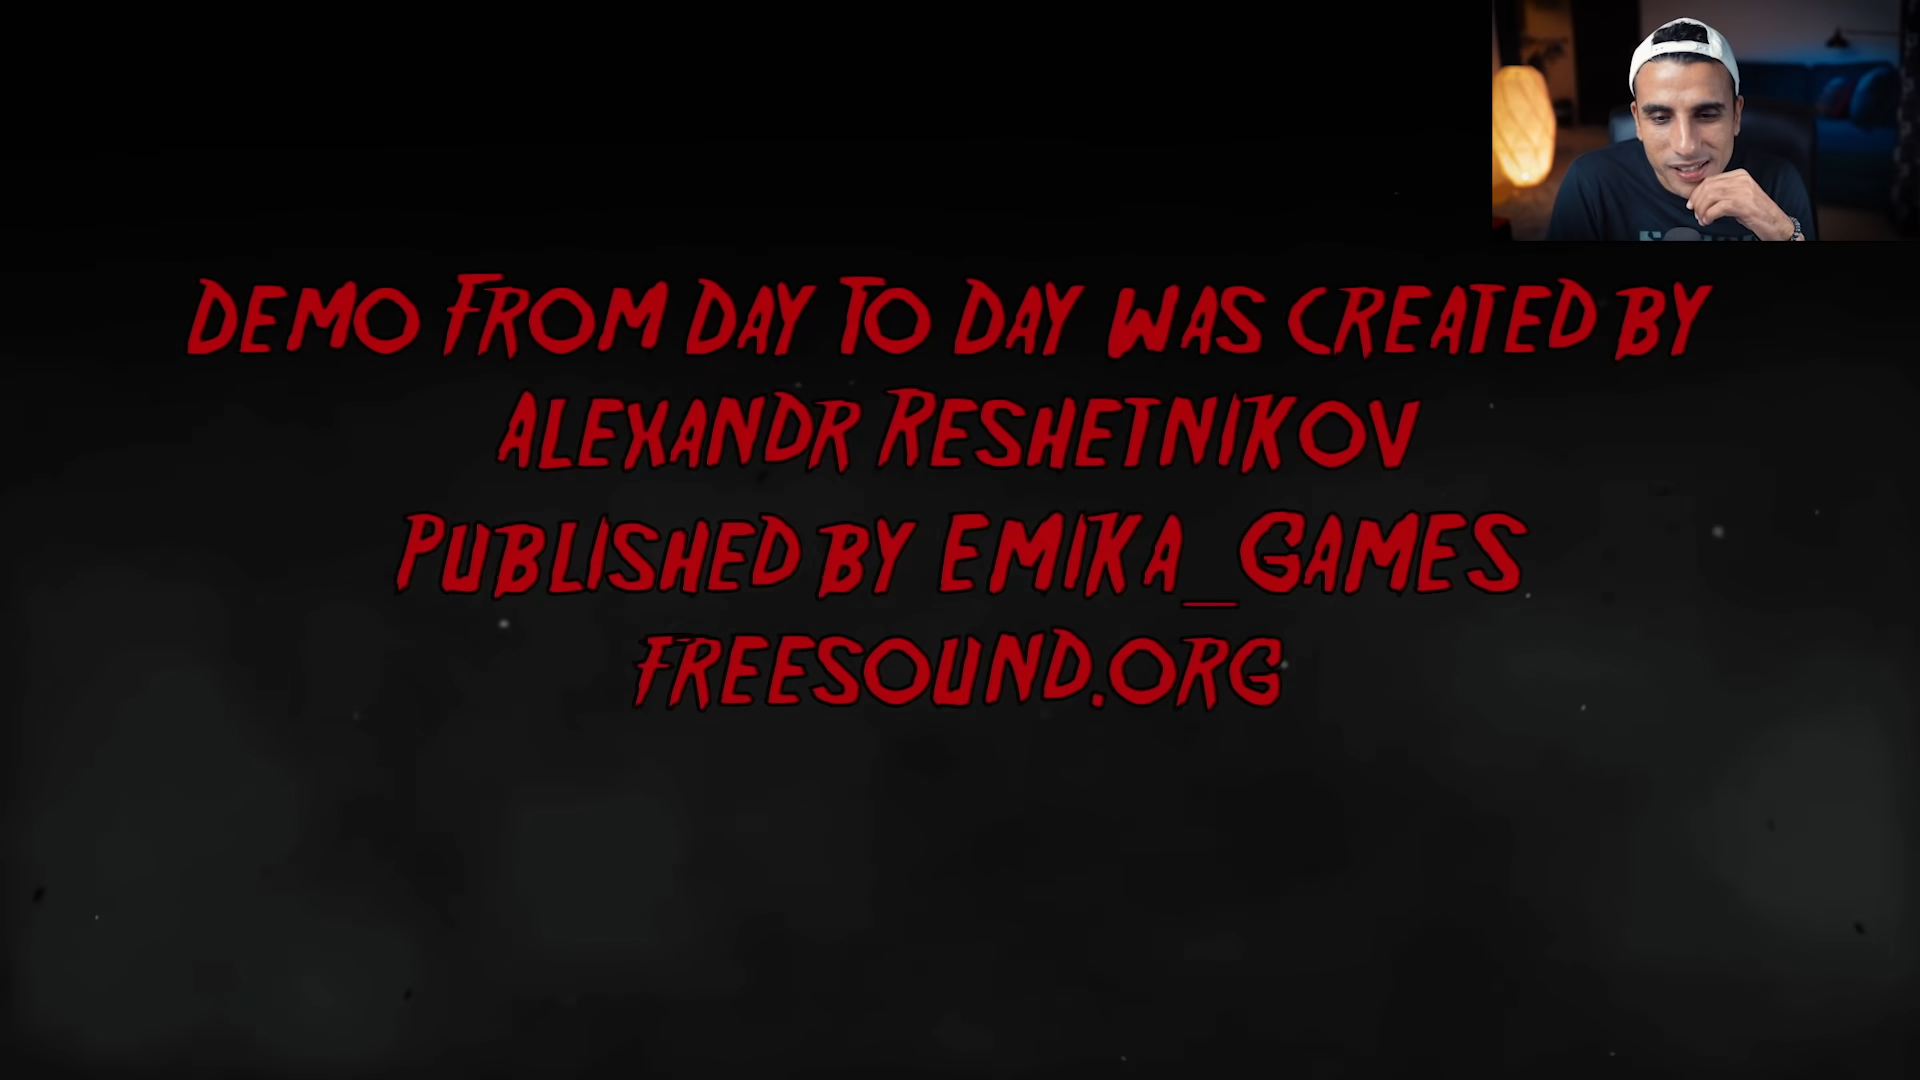 DEMO FROM DAY TO DAY WAS CREATED BY
ALEXANDR RESHETNIKOV
PUBLISHED BY EMIKA_GAMES
FREESOUND.ORG